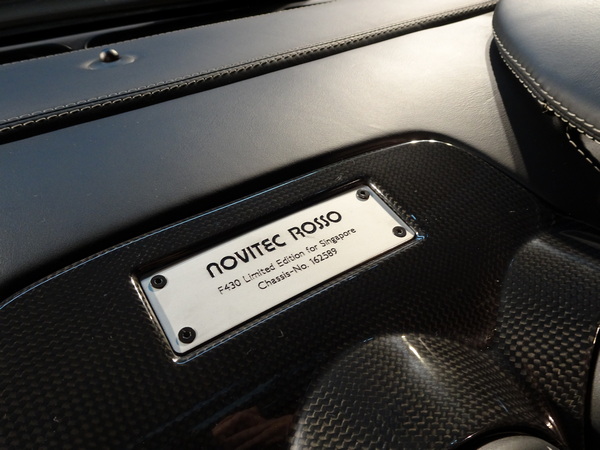 NOVITEC ROSSO
F430 Limited Edition for Singapore
Chassis-No. 162589